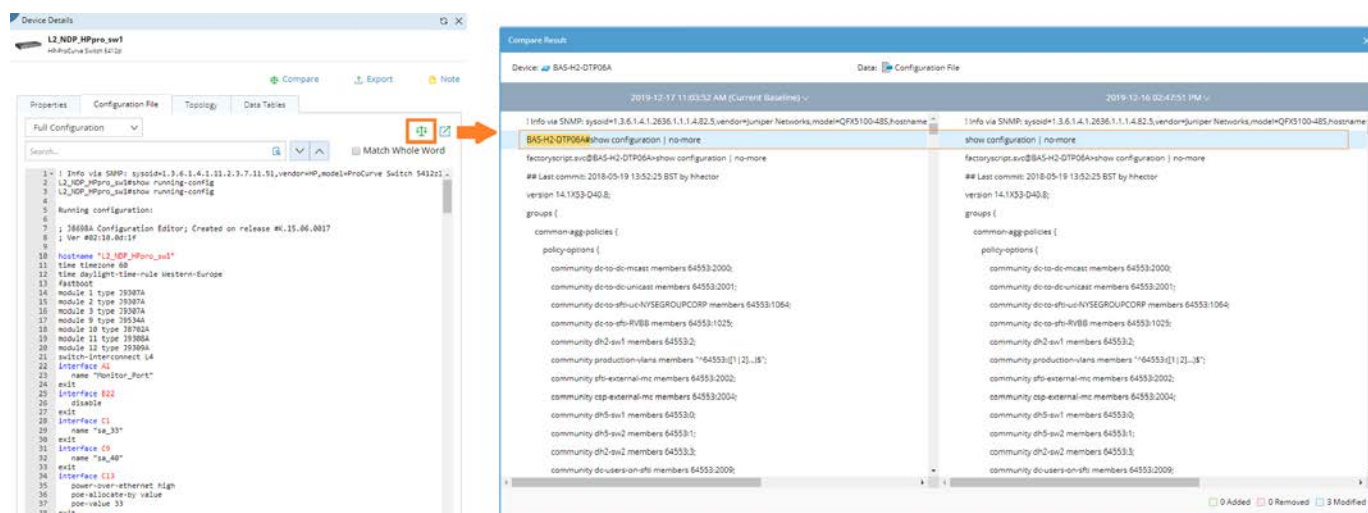 Device Details
L2_NDP_HPpro_sw1
HP-ProCurve Switch 5412zl
Compare Export Note
Properties Configuration File Topology Data Tables
Full Configuration
Search... Match Whole Word
1 ! Info via SNMP: sysoid=1.3.6.1.4.1.11.2.3.7.11.51,vendor=HP,model=ProCurve Switch 5412zl
2 L2_NDP_HPpro_sw1#show running-config
3 L2_NDP_HPpro_sw1#show running-config
4
5 Running configuration:
6
7 ; J8698A Configuration Editor; Created on release #K.15.06.0017
8 ; Ver #02:10.0d:1f
9
10 hostname "L2_NDP_HPpro_sw1"
11 time timezone 60
12 time daylight-time-rule Western-Europe
13 fastboot
14 module 1 type J9307A
15 module 2 type J9307A
16 module 3 type J9307A
17 module 9 type J9534A
18 module 10 type J8702A
19 module 11 type J9308A
20 module 12 type J9309A
21 switch-interconnect L4
22 interface A1
23 name "Monitor_Port"
24 exit
25 interface B22
26 disable
27 exit
28 interface C1
29 name "sa_33"
30 exit
31 interface C9
32 name "sa_40"
33 exit
34 interface C13
35 power-over-ethernet high
36 poe-allocate-by value
37 poe-value 33
38 exit
Compare Result
Device: BAS-H2-DTP06A Data: Configuration File
2019-12-17 11:03:52 AM (Current Baseline) 2019-12-16 02:47:51 PM
! Info via SNMP: sysoid=1.3.6.1.4.1.2636.1.1.1.4.82.5,vendor=Juniper Networks,model=QFX5100-48S,hostname ! Info via SNMP: sysoid=1.3.6.1.4.1.2636.1.1.1.4.82.5,vendor=Juniper Networks,model=QFX5100-48S,hostname
BAS-H2-DTP06A#show configuration | no-more show configuration | no-more
factoryscript.svc@BAS-H2-DTP06A>show configuration | no-more factoryscript.svc@BAS-H2-DTP06A>show configuration | no-more
## Last commit: 2018-05-19 13:52:25 BST by hhector ## Last commit: 2018-05-19 13:52:25 BST by hhector
version 14.1X53-D40.8; version 14.1X53-D40.8;
groups { groups {
common-agg-policies { common-agg-policies {
policy-options { policy-options {
community dc-to-dc-mcast members 64553:2000; community dc-to-dc-mcast members 64553:2000;
community dc-to-dc-unicast members 64553:2001; community dc-to-dc-unicast members 64553:2001;
community dc-to-sfti-uc-NYSEGROUPCORP members 64553:1064; community dc-to-sfti-uc-NYSEGROUPCORP members 64553:1064;
community dc-to-sfti-RVBB members 64553:1025; community dc-to-sfti-RVBB members 64553:1025;
community dh2-sw1 members 64553:2; community dh2-sw1 members 64553:2;
community production-vlans members "^64553:([1|2]...)$"; community production-vlans members "^64553:([1|2]...)$";
community sfti-external-mc members 64553:2002; community sfti-external-mc members 64553:2002;
community csp-external-mc members 64553:2004; community csp-external-mc members 64553:2004;
community dh5-sw1 members 64553:0; community dh5-sw1 members 64553:0;
community dh5-sw2 members 64553:1; community dh5-sw2 members 64553:1;
community dh2-sw2 members 64553:3; community dh2-sw2 members 64553:3;
community dc-users-on-sfti members 64553:2009; community dc-users-on-sfti members 64553:2009;
0 Added 0 Removed 3 Modified